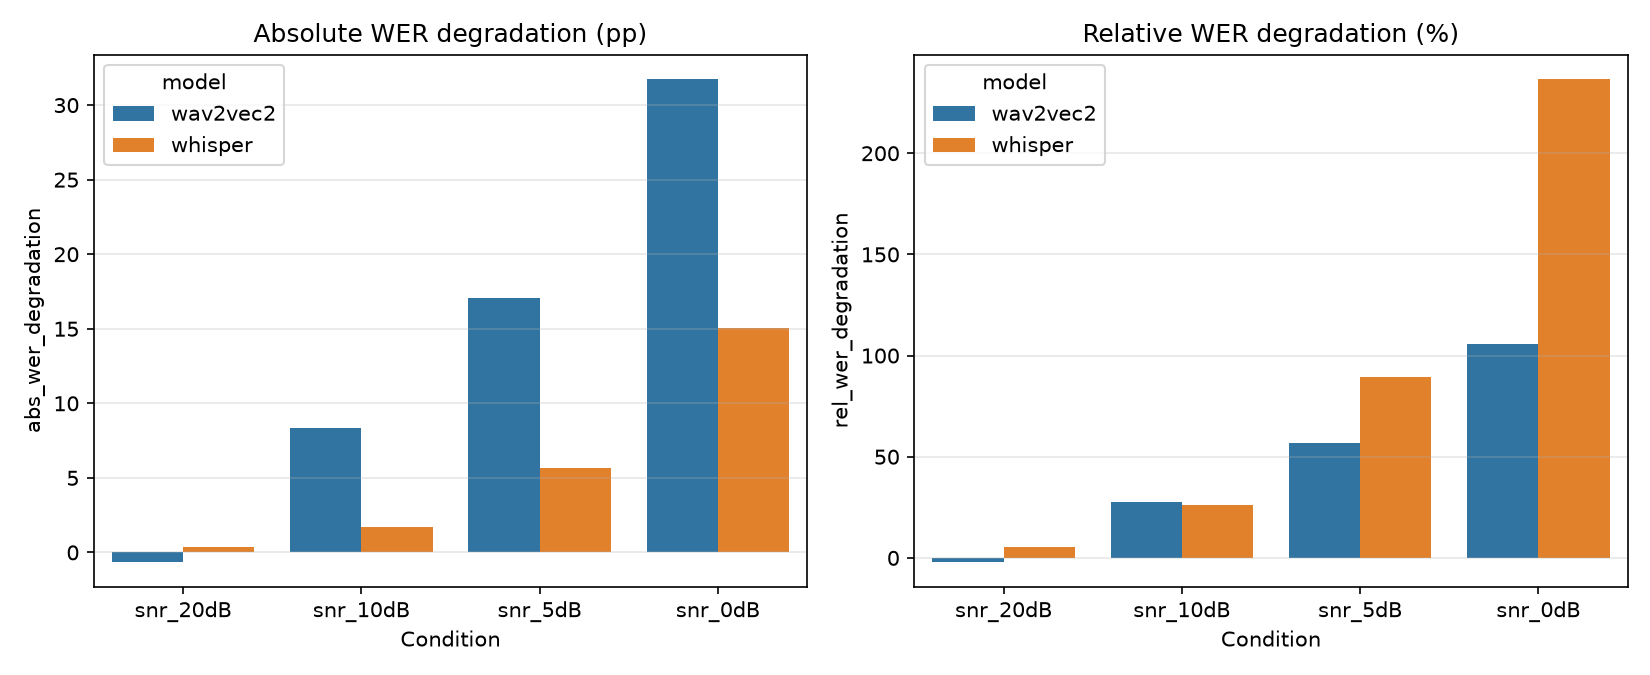 Absolute WER degradation (pp)
model
wav2vec2
whisper
abs_wer_degradation
30
25
20
15
10
5
0
snr_20dB
snr_10dB
snr_5dB
snr_0dB
Condition
Relative WER degradation (%)
model
wav2vec2
whisper
rel_wer_degradation
200
150
100
50
0
snr_20dB
snr_10dB
snr_5dB
snr_0dB
Condition